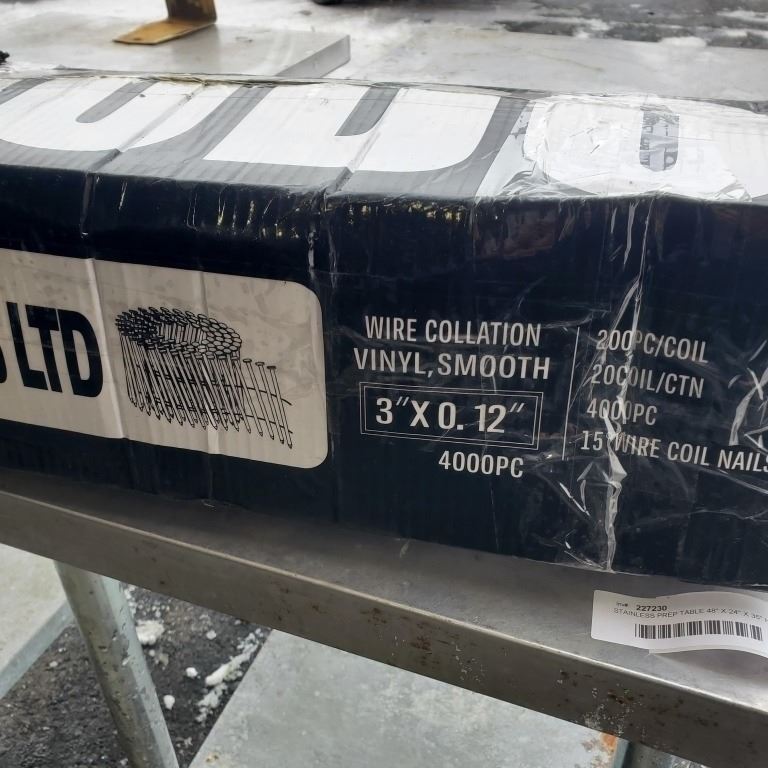 LTD
WIRE COLLATION
VINYL, SMOOTH
3"X 0. 12"
4000PC
200PC/COIL
20COIL/CTN
4000PC
15° WIRE COIL NAILS
227230
STAINLESS PREP TABLE 48" X 24" X 35"